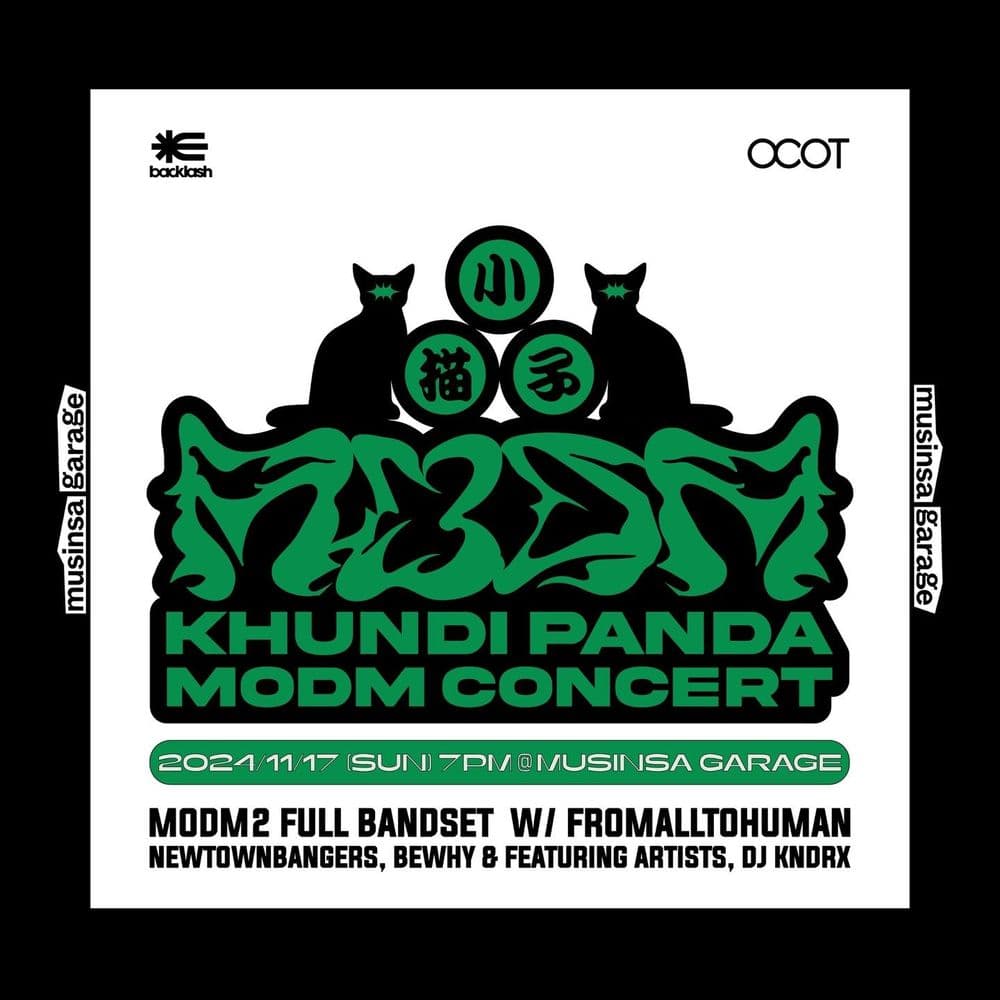 backlash
OCOT
小
猫子
MODM
KHUNDI PANDA
MODM CONCERT
2024/11/17 (SUN) 7PM @ MUSINSA GARAGE
MODM2 FULL BANDSET W/ FROMALLTOHUMAN
NEWTOWNBANGERS, BEWHY & FEATURING ARTISTS, DJ KNDRX
musinsa garage
musinsa garage